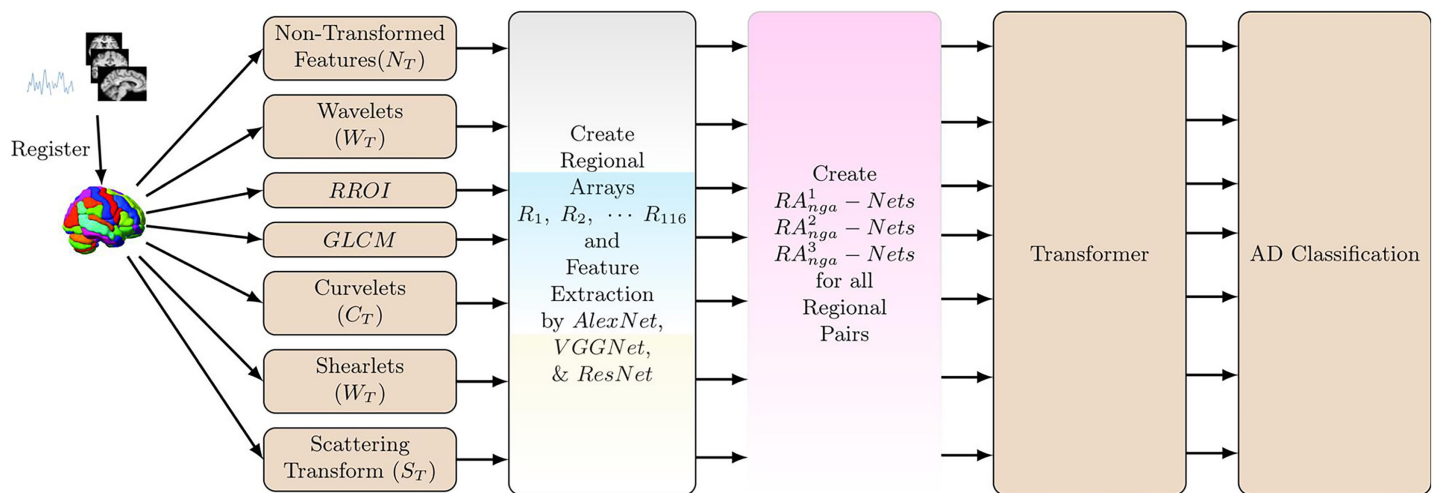 Register
Non-Transformed
Features(N_T)
Wavelets
(W_T)
RROI
GLCM
Curvelets
(C_T)
Shearlets
(W_T)
Scattering
Transform (S_T)
Create
Regional
Arrays
R_1, R_2, ⋯ R_116
and
Feature
Extraction
by AlexNet,
VGGNet,
& ResNet
Create
RA^1_nga − Nets
RA^2_nga − Nets
RA^3_nga − Nets
for all
Regional
Pairs
Transformer
AD Classification